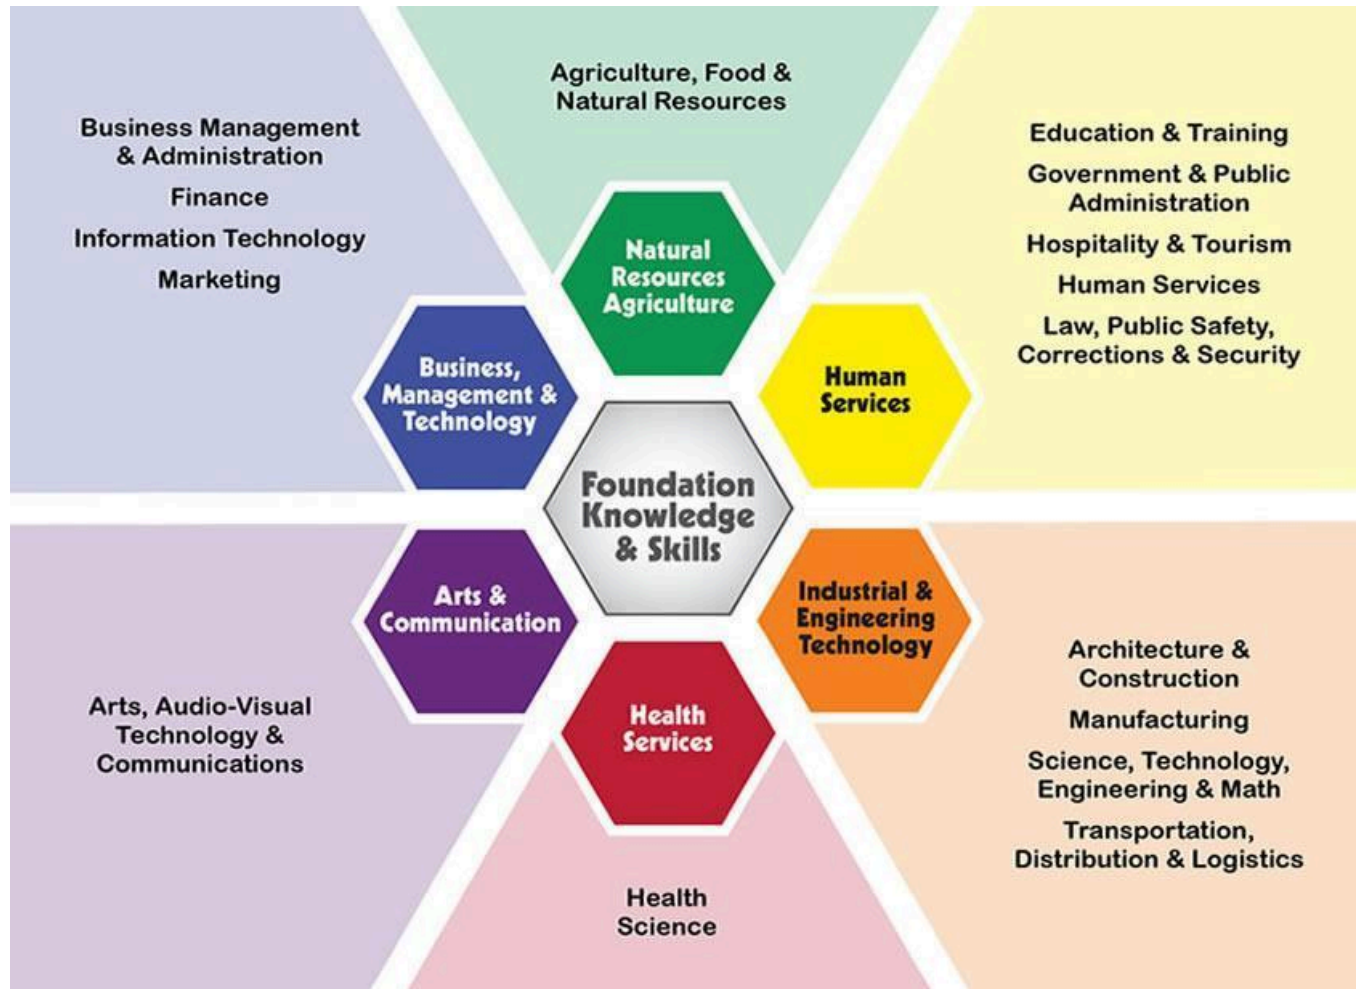 Agriculture, Food &
Natural Resources
Business Management
& Administration
Finance
Information Technology
Marketing
Education & Training
Government & Public
Administration
Hospitality & Tourism
Human Services
Law, Public Safety,
Corrections & Security
Natural
Resources
Agriculture
Business,
Management &
Technology
Human
Services
Foundation
Knowledge
& Skills
Arts &
Communication
Industrial &
Engineering
Technology
Health
Services
Arts, Audio-Visual
Technology &
Communications
Architecture &
Construction
Manufacturing
Science, Technology,
Engineering & Math
Transportation,
Distribution & Logistics
Health
Science